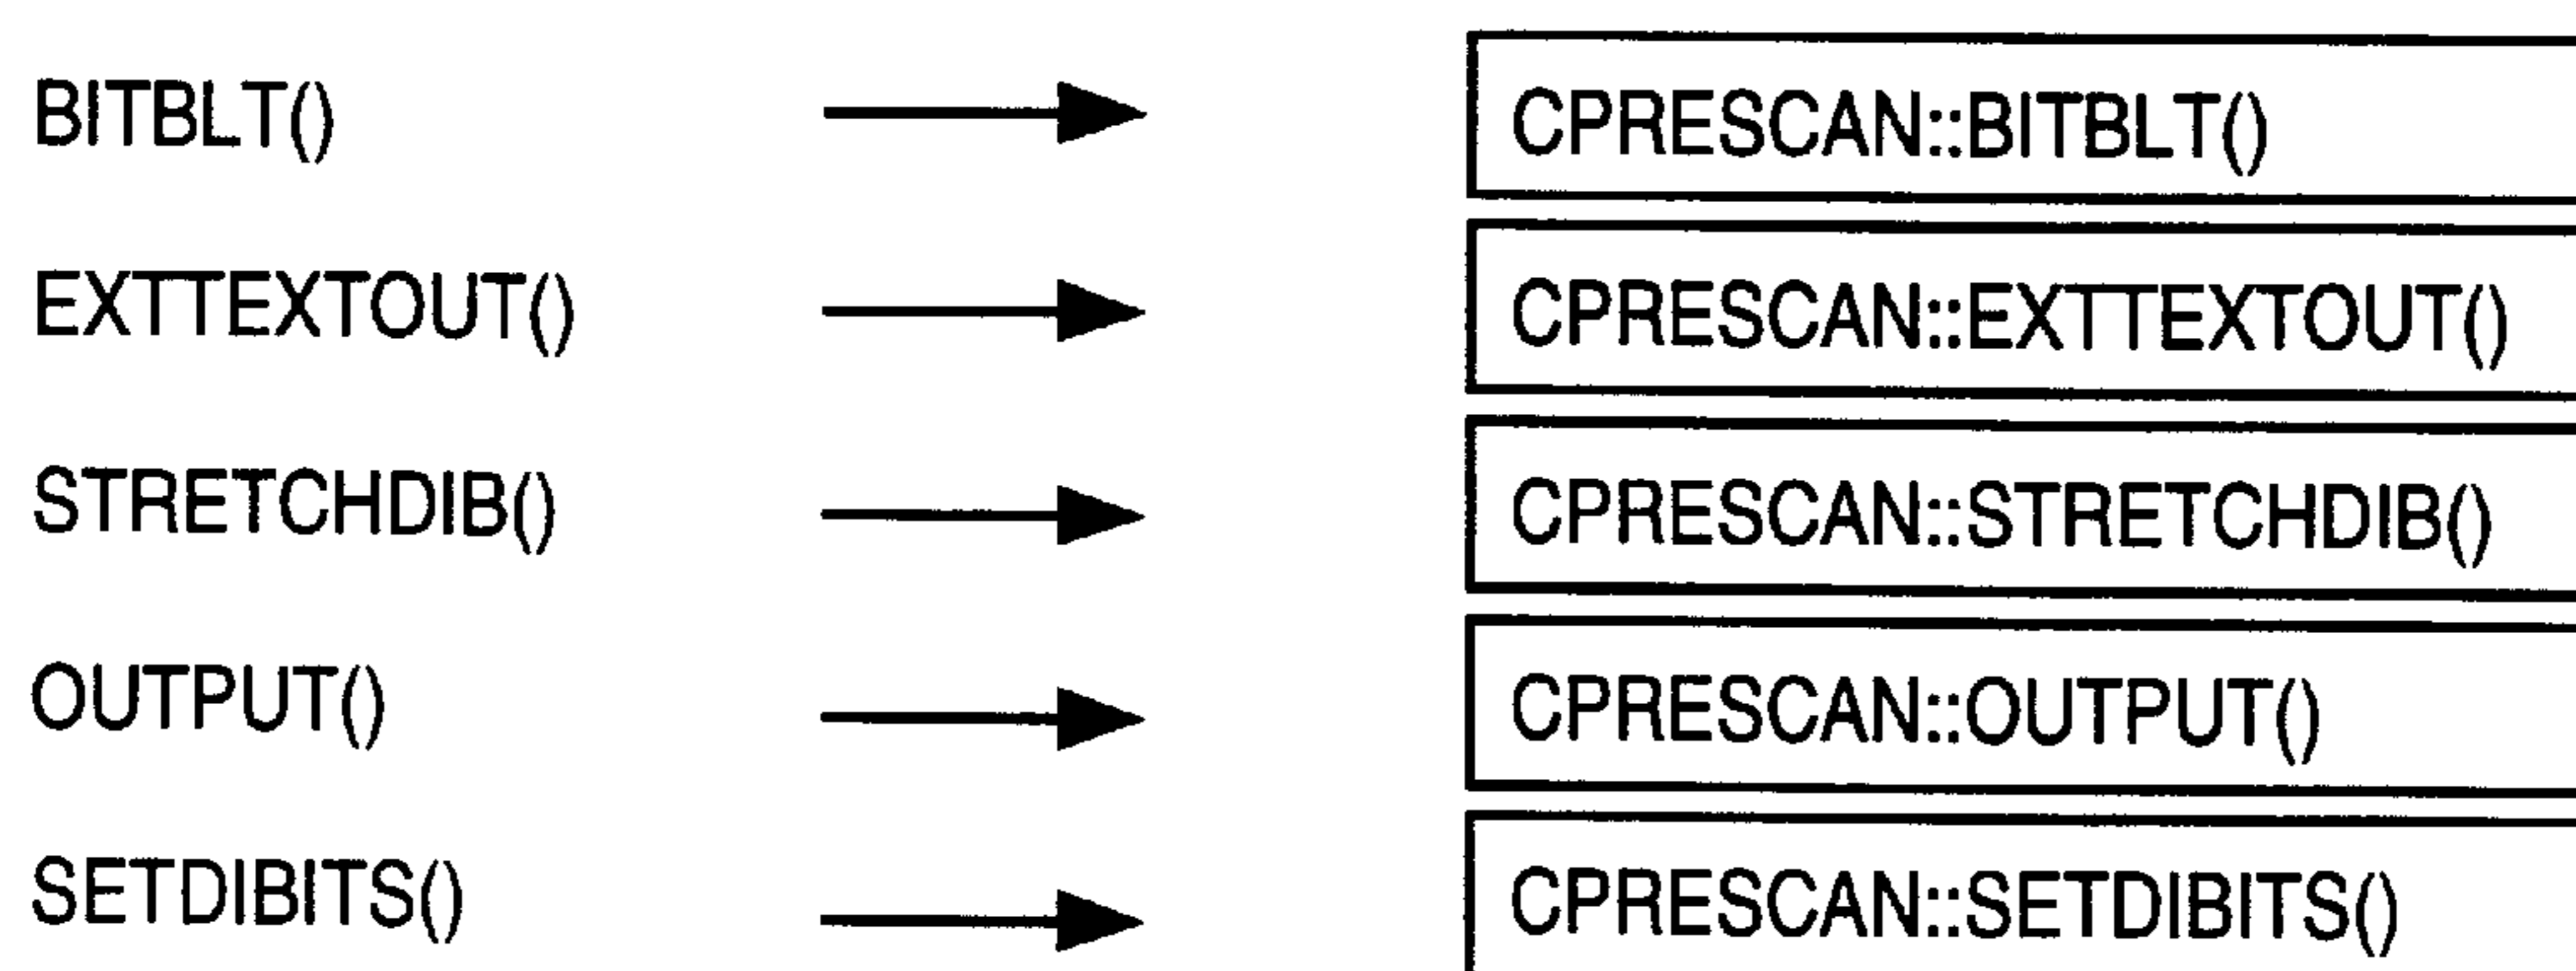 BITBLT() CPRESCAN::BITBLT()
EXTTEXTOUT() CPRESCAN::EXTTEXTOUT()
STRETCHDIB() CPRESCAN::STRETCHDIB()
OUTPUT() CPRESCAN::OUTPUT()
SETDIBITS() CPRESCAN::SETDIBITS()